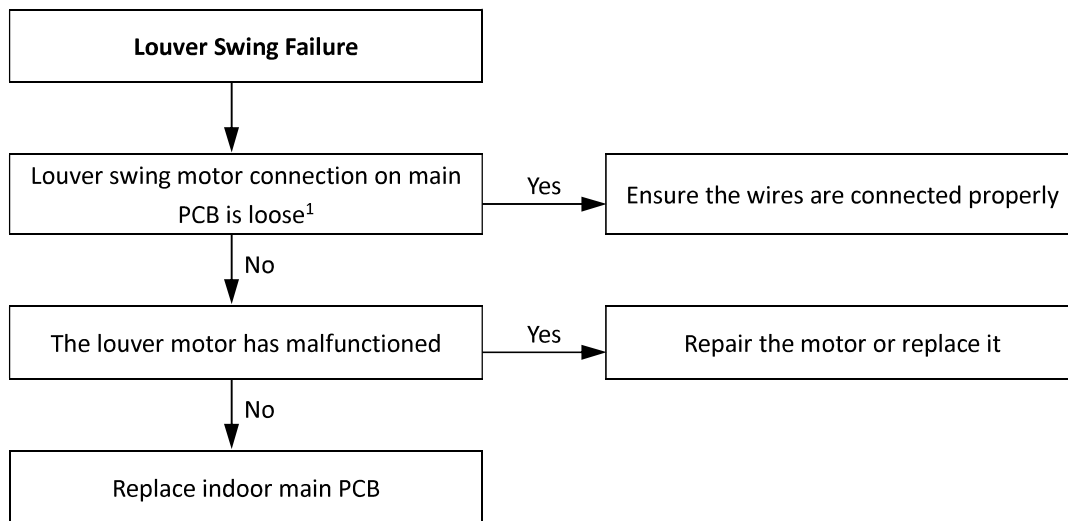 Louver Swing Failure
Louver swing motor connection on main
PCB is loose¹
Yes
Ensure the wires are connected properly
No
The louver motor has malfunctioned
Yes
Repair the motor or replace it
No
Replace indoor main PCB